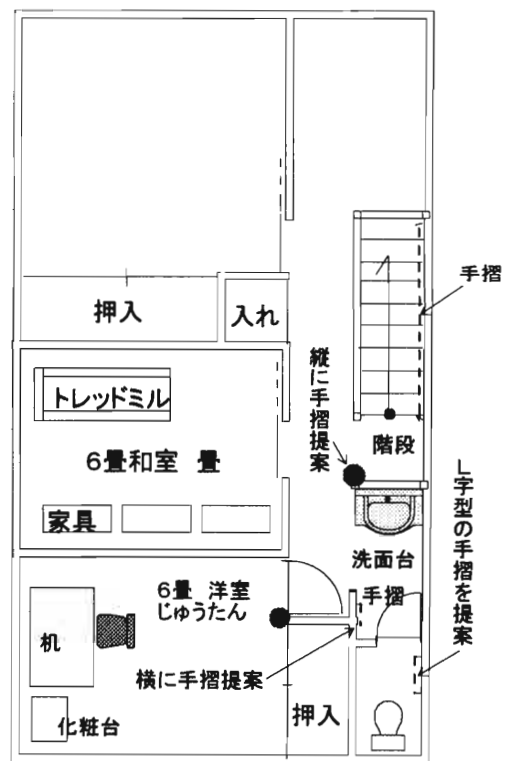 手摺
押入
入れ
縦に手摺提案
トレッドミル
階段
6畳和室 畳
L字型の手摺を提案
家具
洗面台
6畳 洋室
じゅうたん
手摺
机
横に手摺提案
押入
化粧台